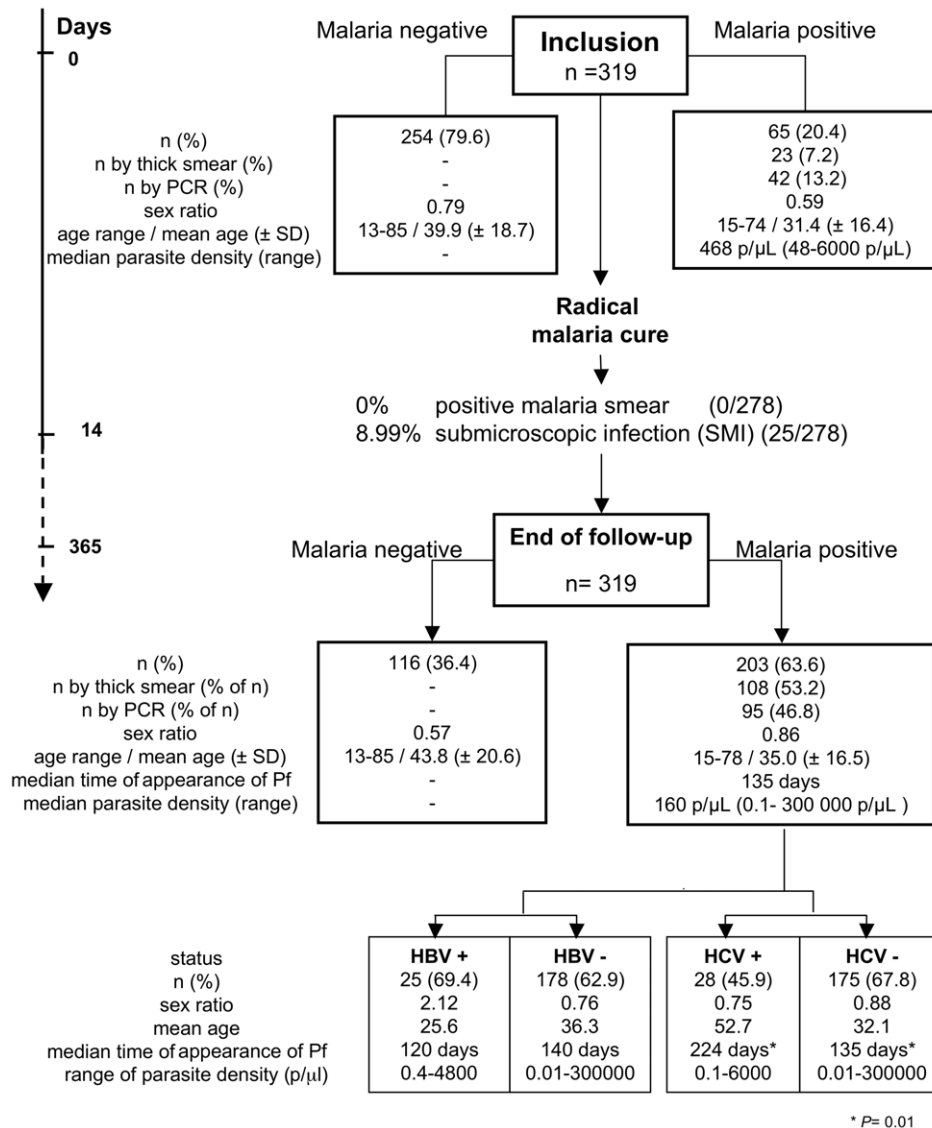 Days
0
Malaria negative
Inclusion
n =319
Malaria positive
n (%)
n by thick smear (%)
n by PCR (%)
sex ratio
age range / mean age (± SD)
median parasite density (range)
254 (79.6)
-
-
0.79
13-85 / 39.9 (± 18.7)
-
65 (20.4)
23 (7.2)
42 (13.2)
0.59
15-74 / 31.4 (± 16.4)
468 p/µL (48-6000 p/µL)
Radical
malaria cure
0% positive malaria smear (0/278)
14
8.99% submicroscopic infection (SMI) (25/278)
365
Malaria negative
End of follow-up
n= 319
Malaria positive
n (%)
n by thick smear (% of n)
n by PCR (% of n)
sex ratio
age range / mean age (± SD)
median time of appearance of Pf
median parasite density (range)
116 (36.4)
-
-
0.57
13-85 / 43.8 (± 20.6)
-
-
203 (63.6)
108 (53.2)
95 (46.8)
0.86
15-78 / 35.0 (± 16.5)
135 days
160 p/µL (0.1- 300 000 p/µL )
status HBV + HBV - HCV + HCV -
n (%) 25 (69.4) 178 (62.9) 28 (45.9) 175 (67.8)
sex ratio 2.12 0.76 0.75 0.88
mean age 25.6 36.3 52.7 32.1
median time of appearance of Pf 120 days 140 days 224 days* 135 days*
range of parasite density (p/µl) 0.4-4800 0.01-300000 0.1-6000 0.01-300000
* P= 0.01